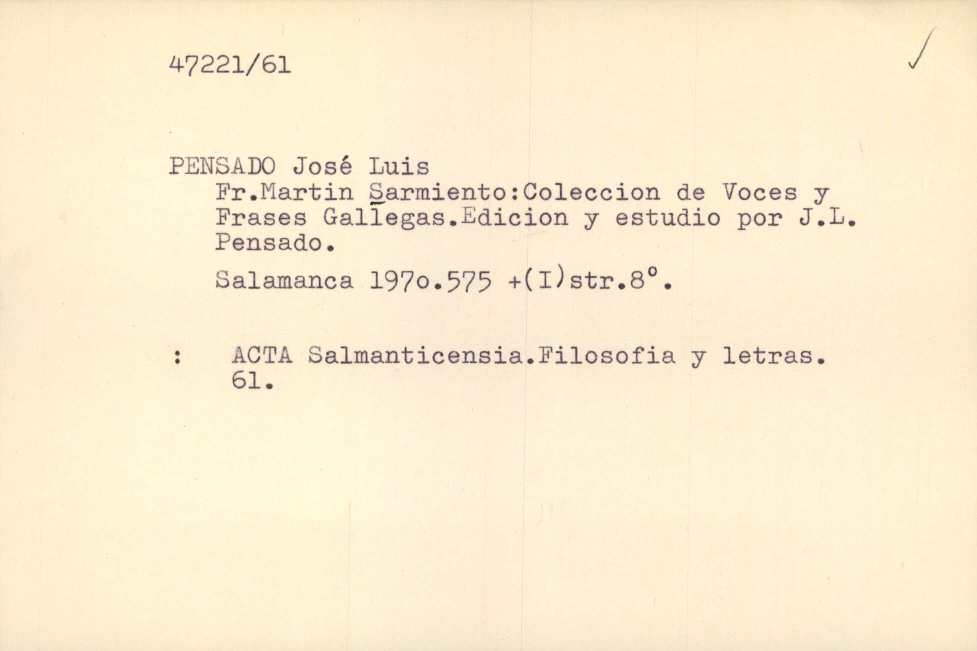 47221/61
PENSADO José Luis
Fr.Martin Sarmiento:Coleccion de Voces y
Frases Gallegas.Edicion y estudio por J.L.
Pensado.
Salamanca 197o.575 +(I)str.8°.
: ACTA Salmanticensia.Filosofia y letras.
61.